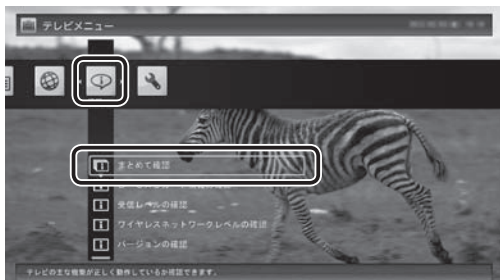 テレビメニュー
まとめて確認
受信レベルの確認
ワイヤレスネットワークレベルの確認
バージョンの確認
テレビの主な機能が正しく動作しているか確認できます。